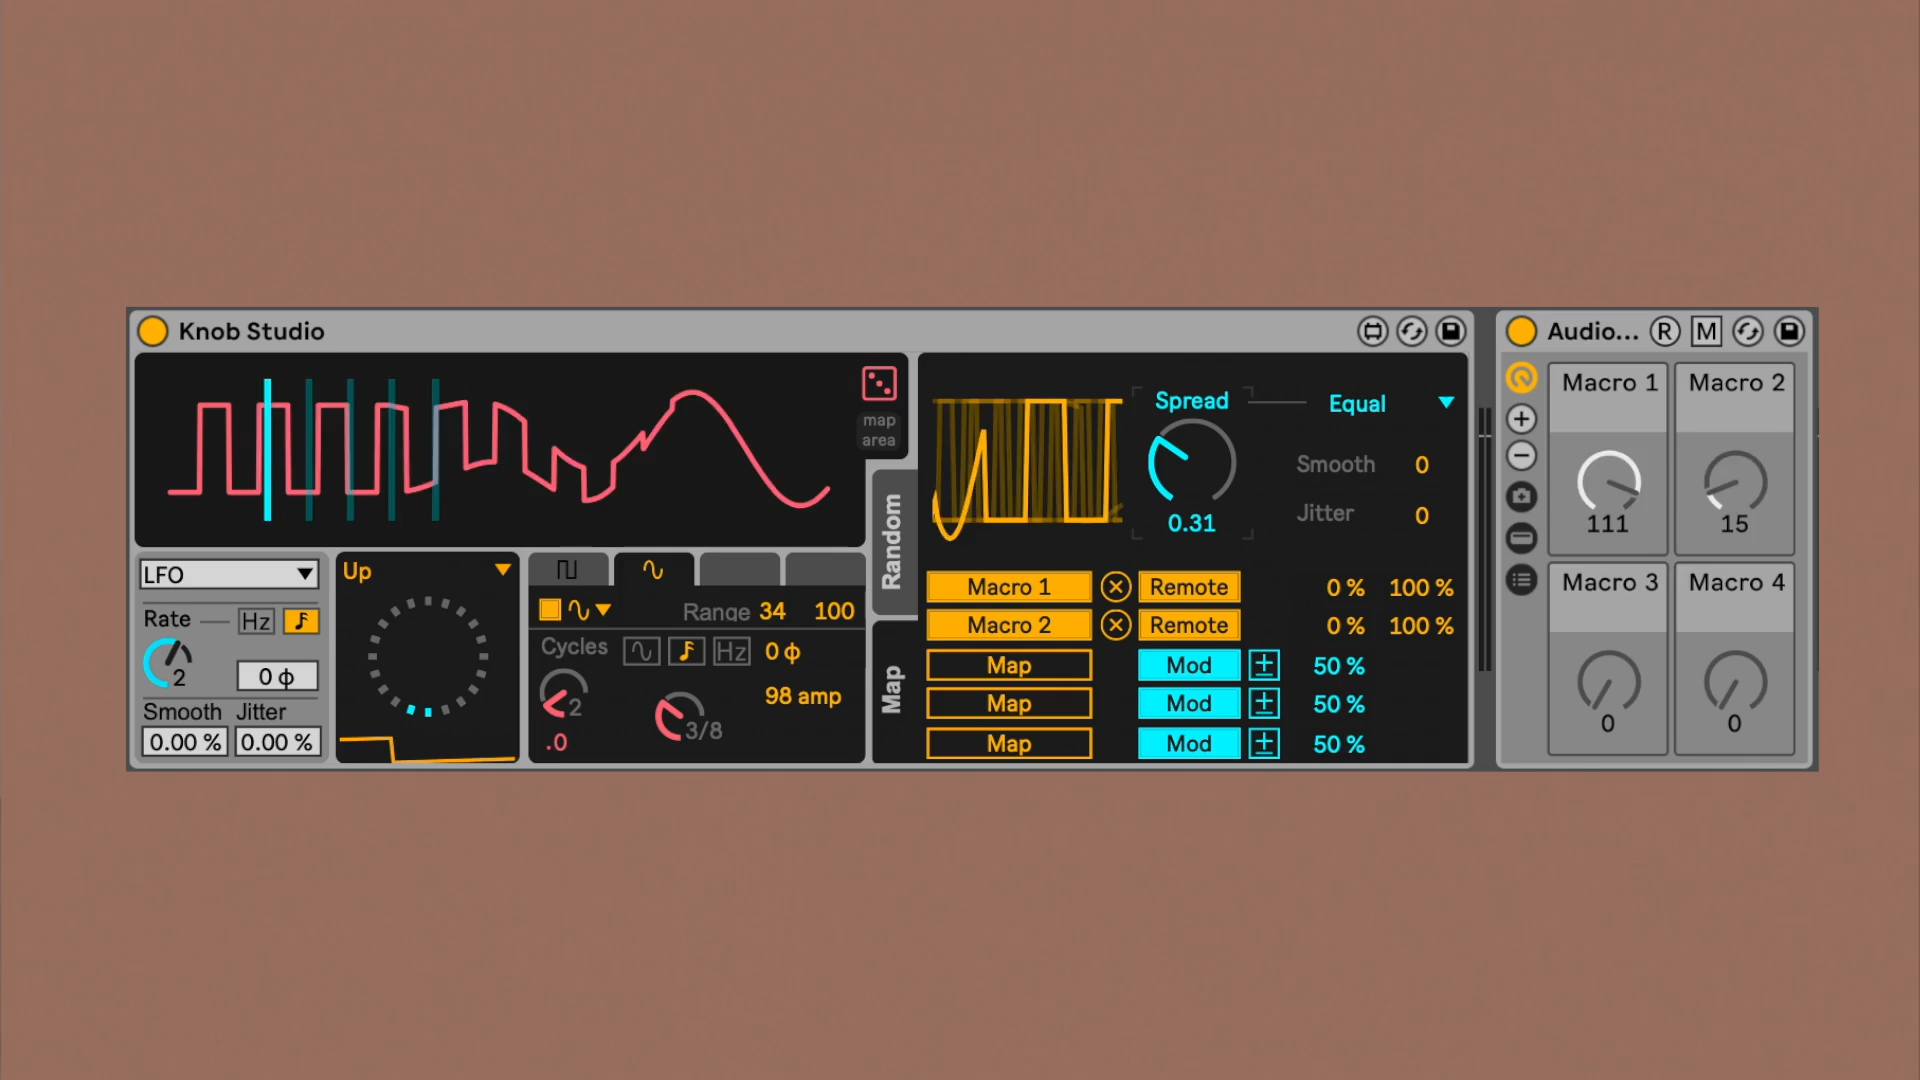 Knob Studio
map
area
Random
Map
LFO
Rate
Hz
2
0 ϕ
Smooth Jitter
0.00 % 0.00 %
Up
Range 34 100
Cycles Hz 0 ϕ
2
.0
3/8
98 amp
Spread
0.31
Equal
Smooth 0
Jitter 0
Macro 1 Remote 0 % 100 %
Macro 2 Remote 0 % 100 %
Map Mod ± 50 %
Map Mod ± 50 %
Map Mod ± 50 %
Audio... R M
Macro 1 Macro 2
111 15
Macro 3 Macro 4
0 0